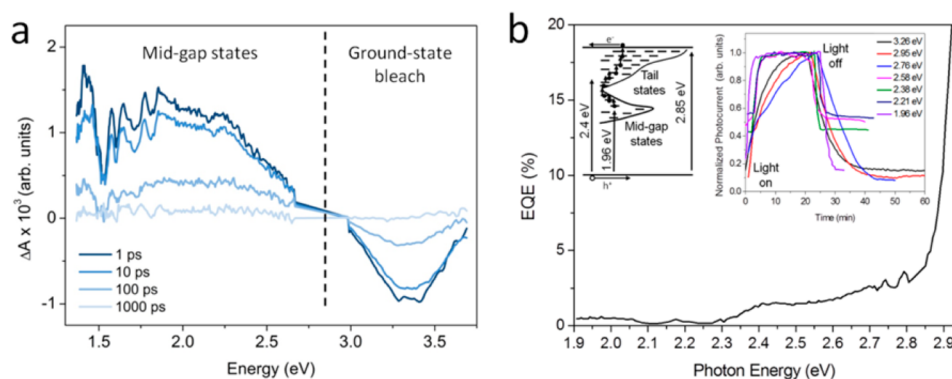 a
Mid-gap states
Ground-state
bleach
ΔA x 10³ (arb. units)
2
1
0
-1
1 ps
10 ps
100 ps
1000 ps
1.5
2.0
2.5
3.0
3.5
Energy (eV)
b
EQE (%)
25
20
15
10
5
0
1.9
2.0
2.1
2.2
2.3
2.4
2.5
2.6
2.7
2.8
2.9
Photon Energy (eV)
e⁻
Tail
states
Mid-gap
states
2.4 eV
1.96 eV
2.85 eV
h⁺
Normalized Photocurrent (arb. units)
1.0
0.8
0.6
0.4
0.2
0.0
Light
off
Light
on
3.26 eV
2.95 eV
2.76 eV
2.58 eV
2.38 eV
2.21 eV
1.96 eV
0
10
20
30
40
50
60
Time (min)